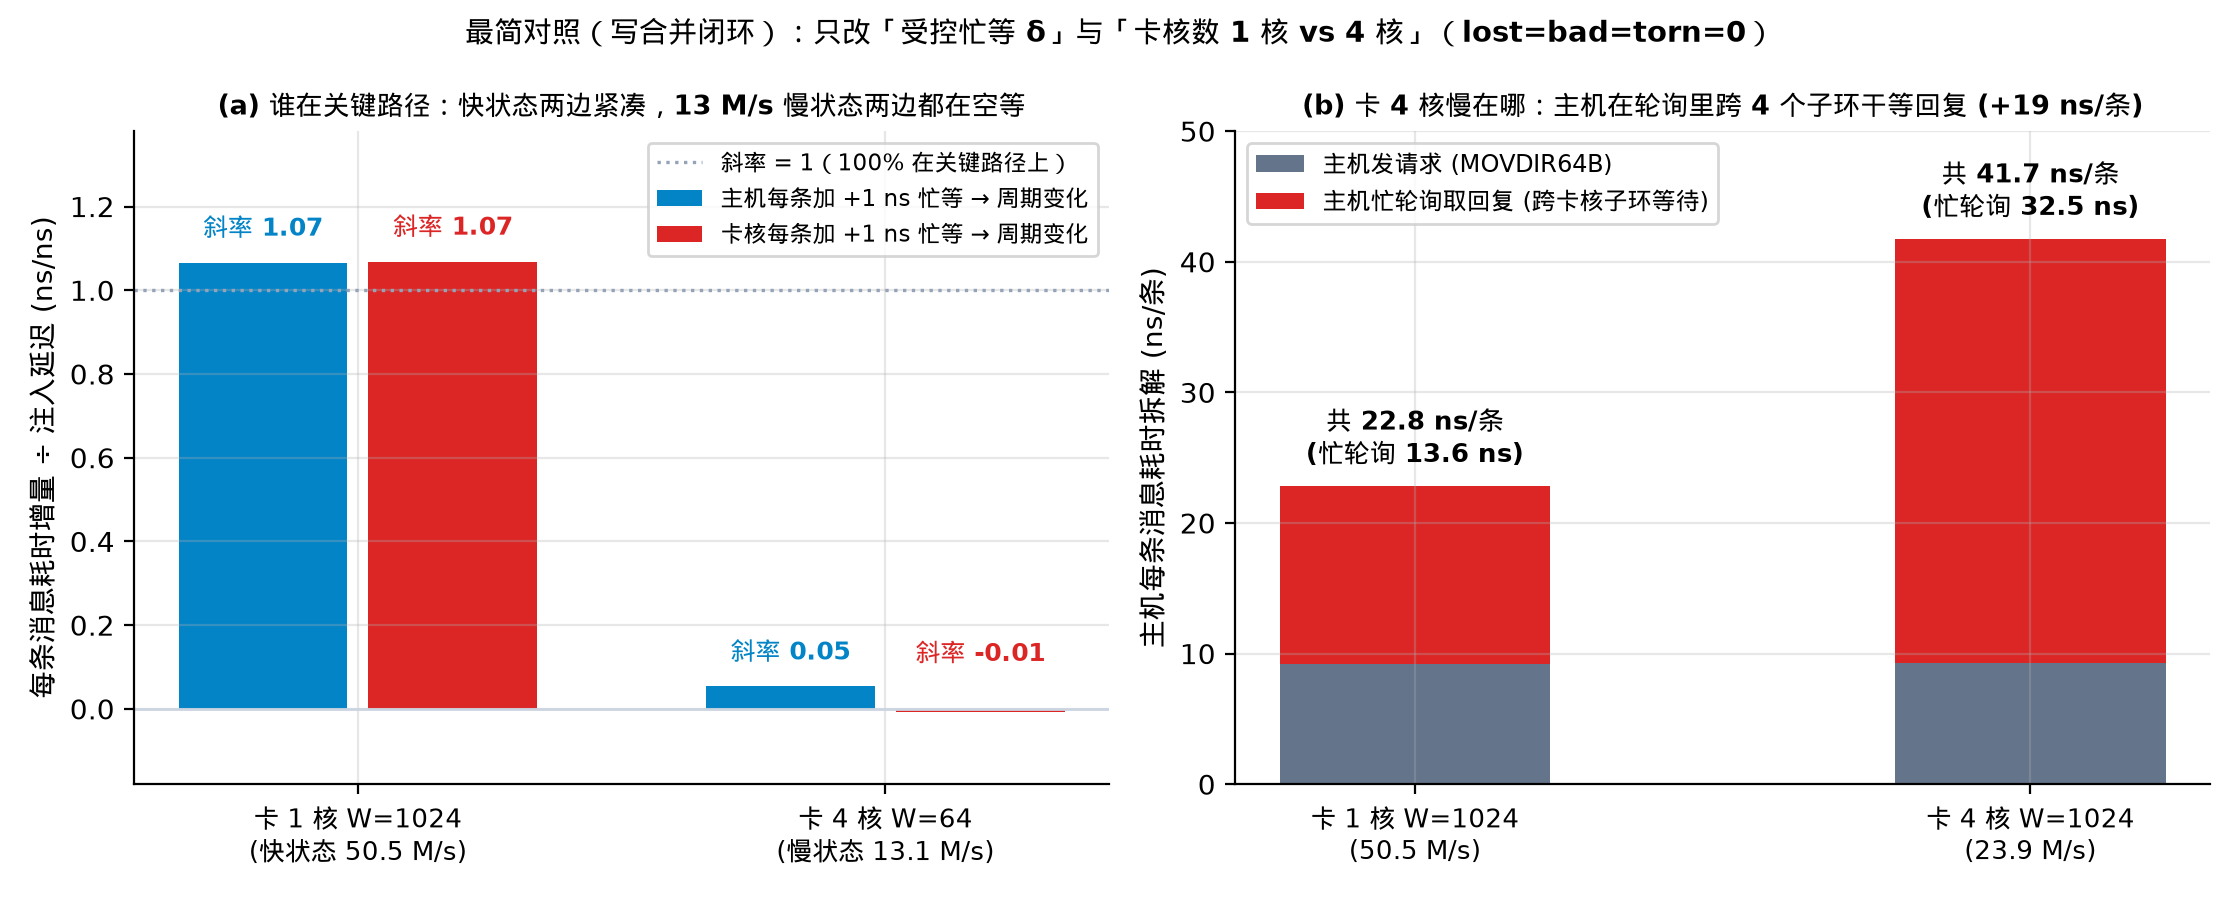 最简对照（写合并闭环）：只改「受控忙等 δ」与「卡核数 1 核 vs 4 核」（lost=bad=torn=0）
(a) 谁在关键路径：快状态两边紧凑，13 M/s 慢状态两边都在空等
每条消息耗时增量 ÷ 注入延迟 (ns/ns)
1.2
1.0
0.8
0.6
0.4
0.2
0.0
斜率 = 1（100% 在关键路径上）
主机每条加 +1 ns 忙等 → 周期变化
卡核每条加 +1 ns 忙等 → 周期变化
斜率 1.07
斜率 1.07
斜率 0.05
斜率 -0.01
卡 1 核 W=1024
(快状态 50.5 M/s)
卡 4 核 W=64
(慢状态 13.1 M/s)
(b) 卡 4 核慢在哪：主机在轮询里跨 4 个子环干等回复 (+19 ns/条)
主机每条消息耗时拆解 (ns/条)
50
40
30
20
10
0
主机发请求 (MOVDIR64B)
主机忙轮询取回复 (跨卡核子环等待)
共 22.8 ns/条
(忙轮询 13.6 ns)
共 41.7 ns/条
(忙轮询 32.5 ns)
卡 1 核 W=1024
(50.5 M/s)
卡 4 核 W=1024
(23.9 M/s)